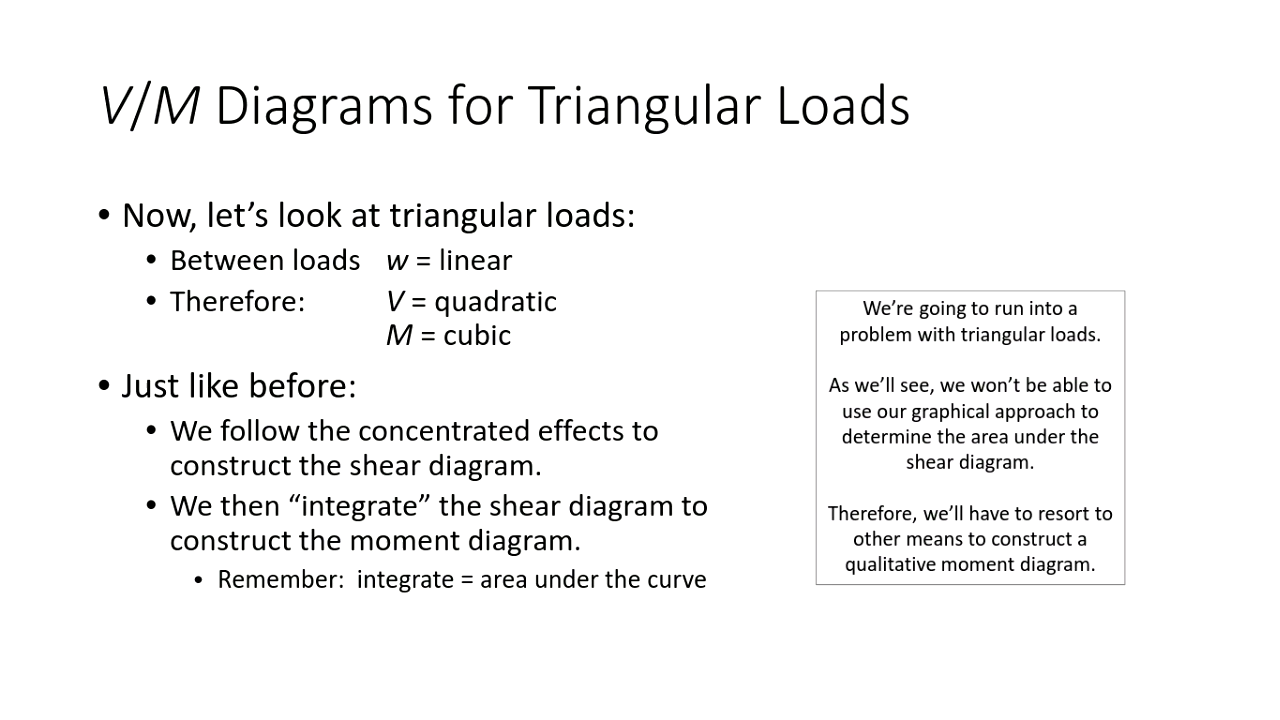 V/M Diagrams for Triangular Loads
• Now, let’s look at triangular loads:
• Between loads w = linear
• Therefore: V = quadratic
M = cubic
• Just like before:
• We follow the concentrated effects to
construct the shear diagram.
• We then “integrate” the shear diagram to
construct the moment diagram.
• Remember: integrate = area under the curve
We’re going to run into a
problem with triangular loads.
As we’ll see, we won’t be able to
use our graphical approach to
determine the area under the
shear diagram.
Therefore, we’ll have to resort to
other means to construct a
qualitative moment diagram.